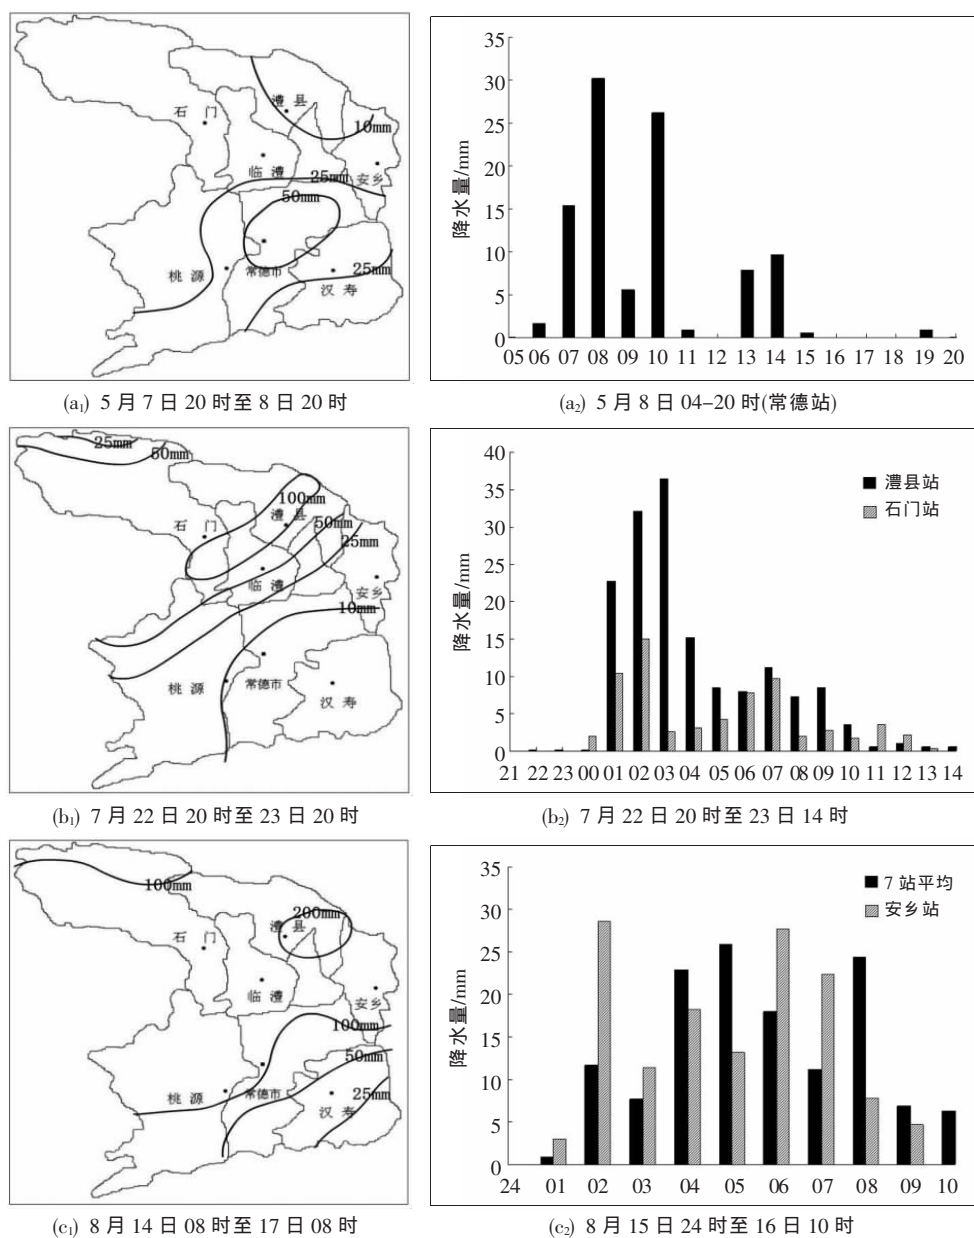 石 门
澧 县
10mm
临 澧
25mm
安乡
50mm
桃 源
常德市
25mm
汉 寿
(a₁) 5 月 7 日 20 时至 8 日 20 时
降水量/mm
35
30
25
20
15
10
5
0
05 06 07 08 09 10 11 12 13 14 15 16 17 18 19 20
(a₂) 5 月 8 日 04–20 时(常德站)
25mm
50mm
100mm
石 门
澧 县
50mm
25mm
临 澧
安乡
10mm
桃 源
常德市
汉 寿
(b₁) 7 月 22 日 20 时至 23 日 20 时
降水量/mm
40
35
30
25
20
15
10
5
0
澧县站
石门站
21 22 23 00 01 02 03 04 05 06 07 08 09 10 11 12 13 14
(b₂) 7 月 22 日 20 时至 23 日 14 时
100mm
200mm
澧 县
石 门
临 澧
安乡
100mm
50mm
桃 源
常德市
25mm
汉 寿
(c₁) 8 月 14 日 08 时至 17 日 08 时
降水量/mm
35
30
25
20
15
10
5
0
7 站平均
安乡站
24 01 02 03 04 05 06 07 08 09 10
(c₂) 8 月 15 日 24 时至 16 日 10 时